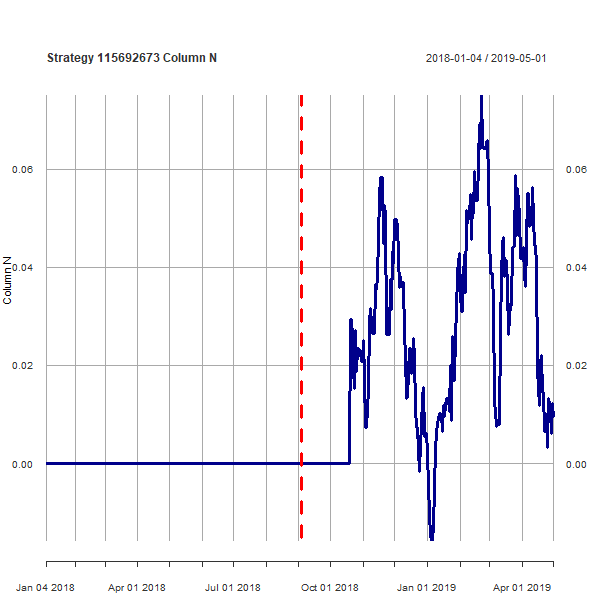 Strategy 115692673 Column N
2018-01-04 / 2019-05-01
0.06
0.06
0.04
0.04
Column N
0.02
0.02
0.00
0.00
Jan 04 2018
Apr 01 2018
Jul 01 2018
Oct 01 2018
Jan 01 2019
Apr 01 2019